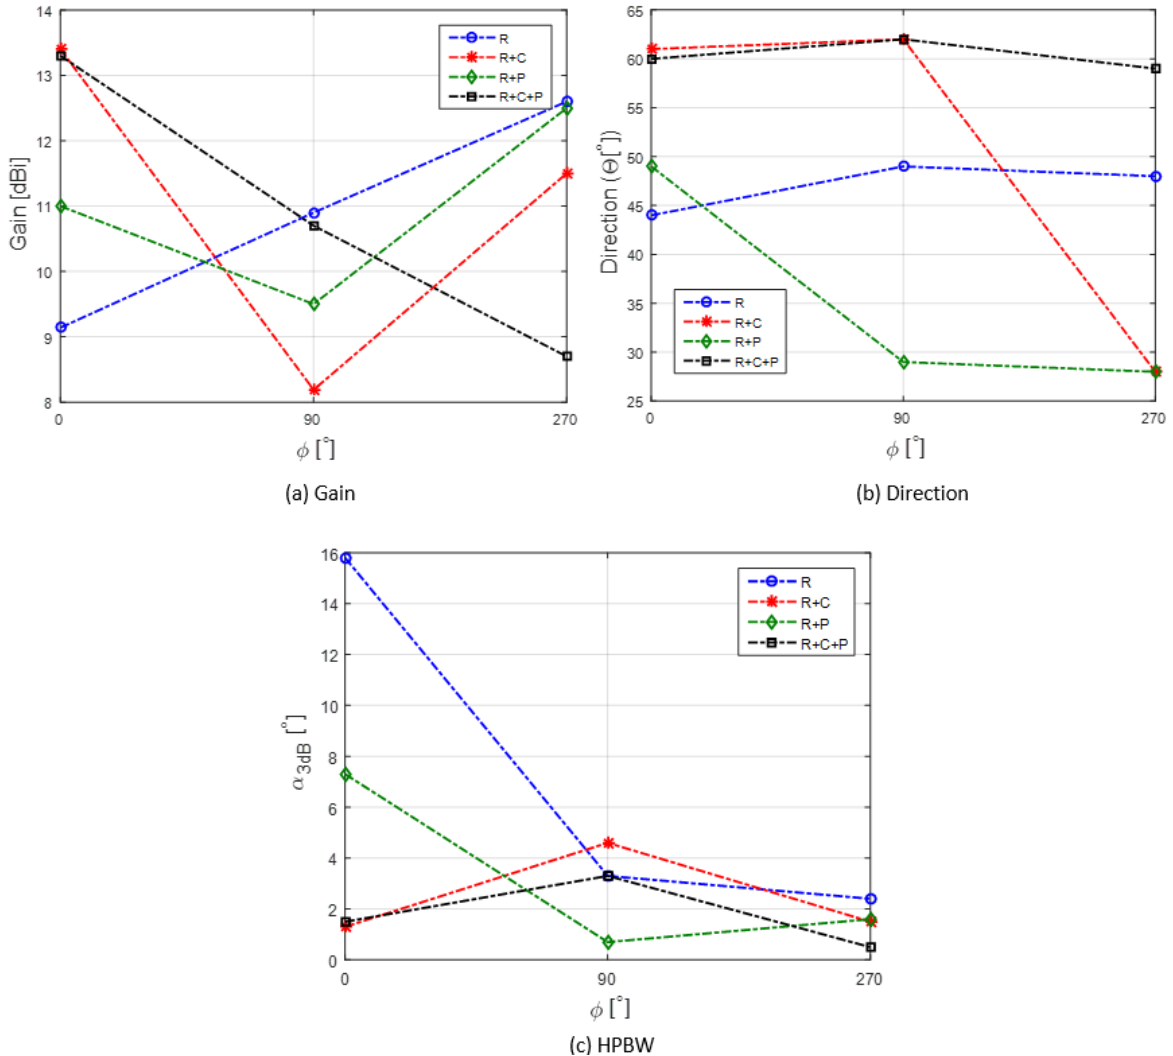 14
13
12
11
10
9
8
Gain [dBi]
0
90
270
ϕ [°]
R
R+C
R+P
R+C+P
(a) Gain
65
60
55
50
45
40
35
30
25
Direction (Θ[°])
0
90
270
ϕ [°]
R
R+C
R+P
R+C+P
(b) Direction
16
14
12
10
8
6
4
2
0
α3dB [°]
0
90
270
ϕ [°]
R
R+C
R+P
R+C+P
(c) HPBW